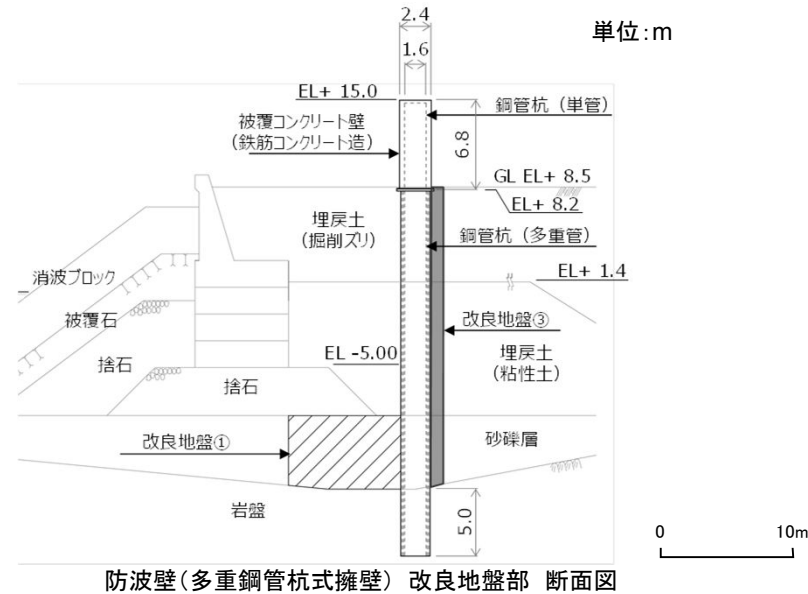 単位:m
2.4
1.6
EL+ 15.0
鋼管杭（単管）
被覆コンクリート壁
（鉄筋コンクリート造）
6.8
GL EL+ 8.5
EL+ 8.2
埋戻土
（掘削ズリ）
鋼管杭（多重管）
EL+ 1.4
消波ブロック
被覆石
改良地盤③
捨石
EL -5.00
埋戻土
（粘性土）
捨石
改良地盤①
砂礫層
岩盤
5.0
0 10m
防波壁（多重鋼管杭式擁壁） 改良地盤部 断面図